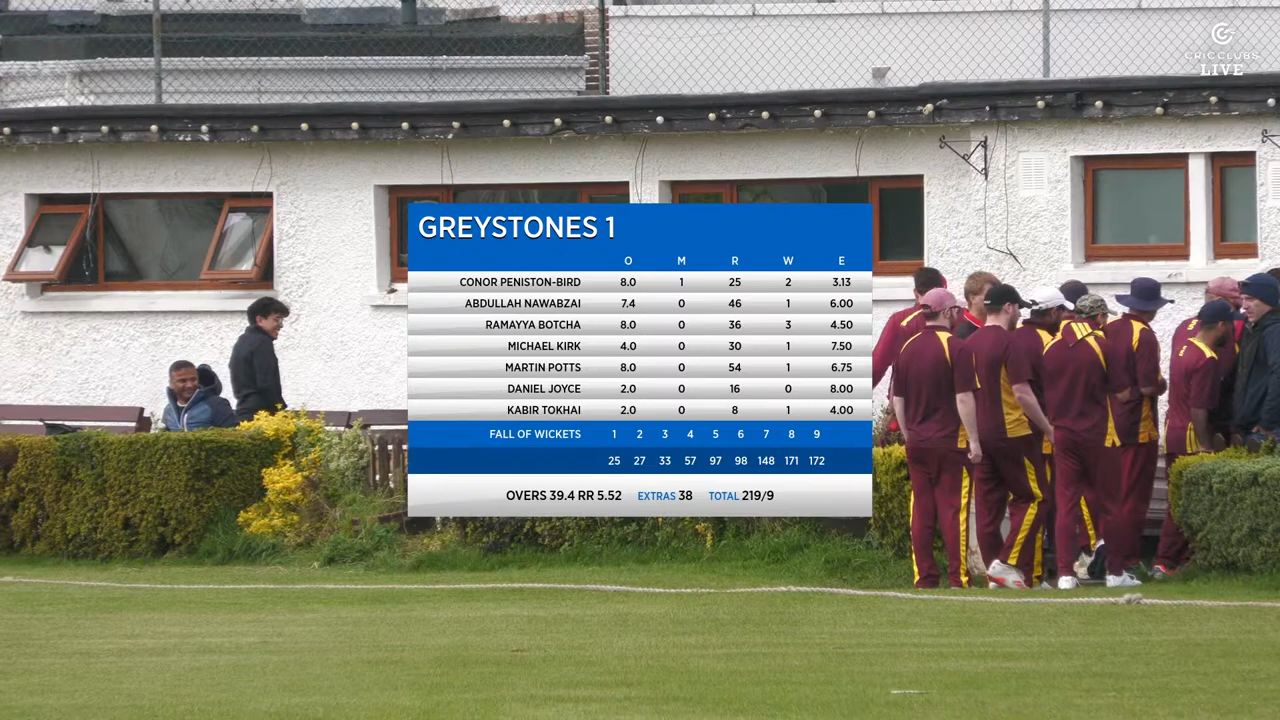 CRICCLUBS
LIVE
GREYSTONES 1
O M R W E
CONOR PENISTON-BIRD 8.0 1 25 2 3.13
ABDULLAH NAWABZAI 7.4 0 46 1 6.00
RAMAYYA BOTCHA 8.0 0 36 3 4.50
MICHAEL KIRK 4.0 0 30 1 7.50
MARTIN POTTS 8.0 0 54 1 6.75
DANIEL JOYCE 2.0 0 16 0 8.00
KABIR TOKHAI 2.0 0 8 1 4.00
FALL OF WICKETS 1 2 3 4 5 6 7 8 9
25 27 33 57 97 98 148 171 172
OVERS 39.4 RR 5.52 EXTRAS 38 TOTAL 219/9